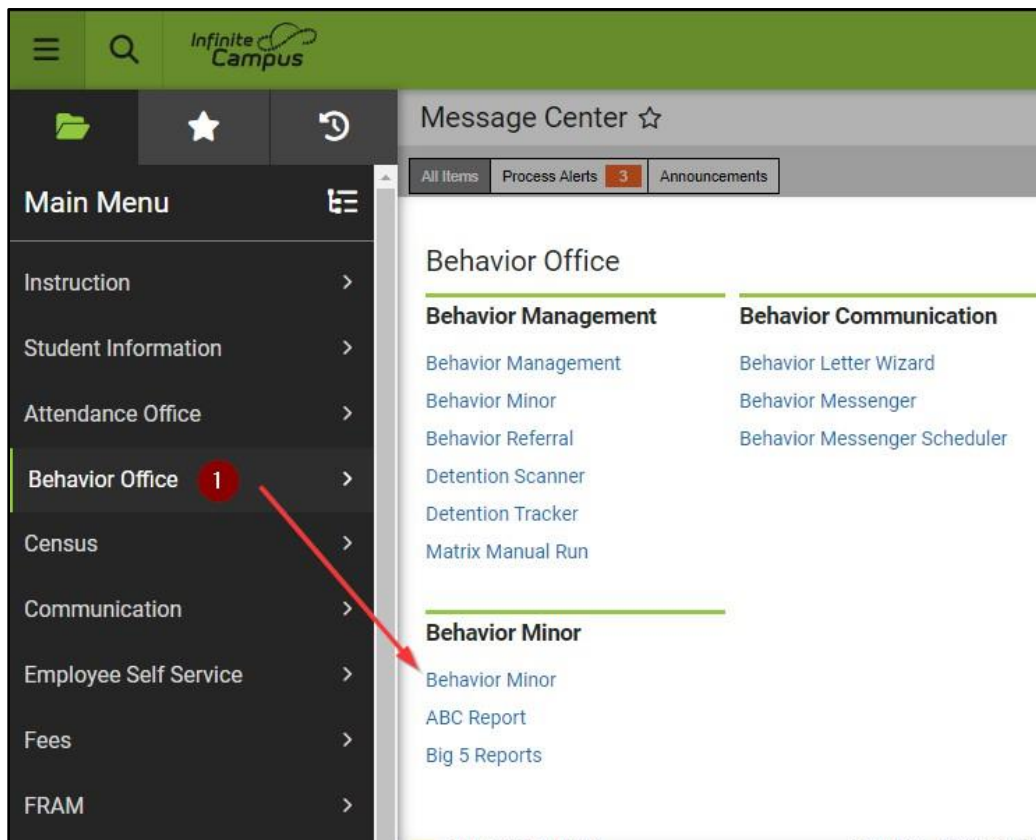 Infinite
Campus
Message Center
All Items Process Alerts 3 Announcements
Main Menu
Instruction
Student Information
Attendance Office
Behavior Office 1
Census
Communication
Employee Self Service
Fees
FRAM
Behavior Office
Behavior Management
Behavior Management
Behavior Minor
Behavior Referral
Detention Scanner
Detention Tracker
Matrix Manual Run
Behavior Communication
Behavior Letter Wizard
Behavior Messenger
Behavior Messenger Scheduler
Behavior Minor
Behavior Minor
ABC Report
Big 5 Reports